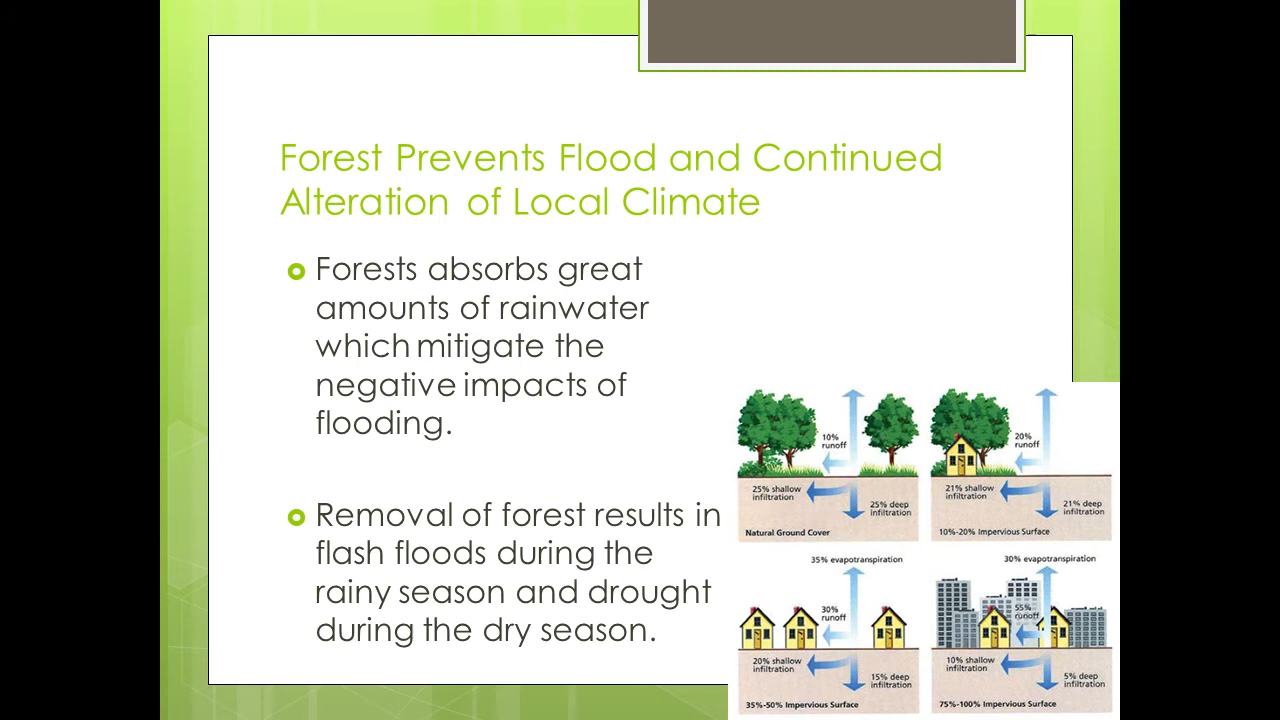 Forest Prevents Flood and Continued
Alteration of Local Climate
Forests absorbs great
amounts of rainwater
which mitigate the
negative impacts of
flooding.
Removal of forest results in
flash floods during the
rainy season and drought
during the dry season.
10%
runoff
25% shallow
infiltration
25% deep
infiltration
Natural Ground Cover
20%
runoff
21% shallow
infiltration
21% deep
infiltration
10%-20% Impervious Surface
35% evapotranspiration
30%
runoff
20% shallow
infiltration
15% deep
infiltration
35%-50% Impervious Surface
30% evapotranspiration
55%
runoff
10% shallow
infiltration
5% deep
infiltration
75%-100% Impervious Surface